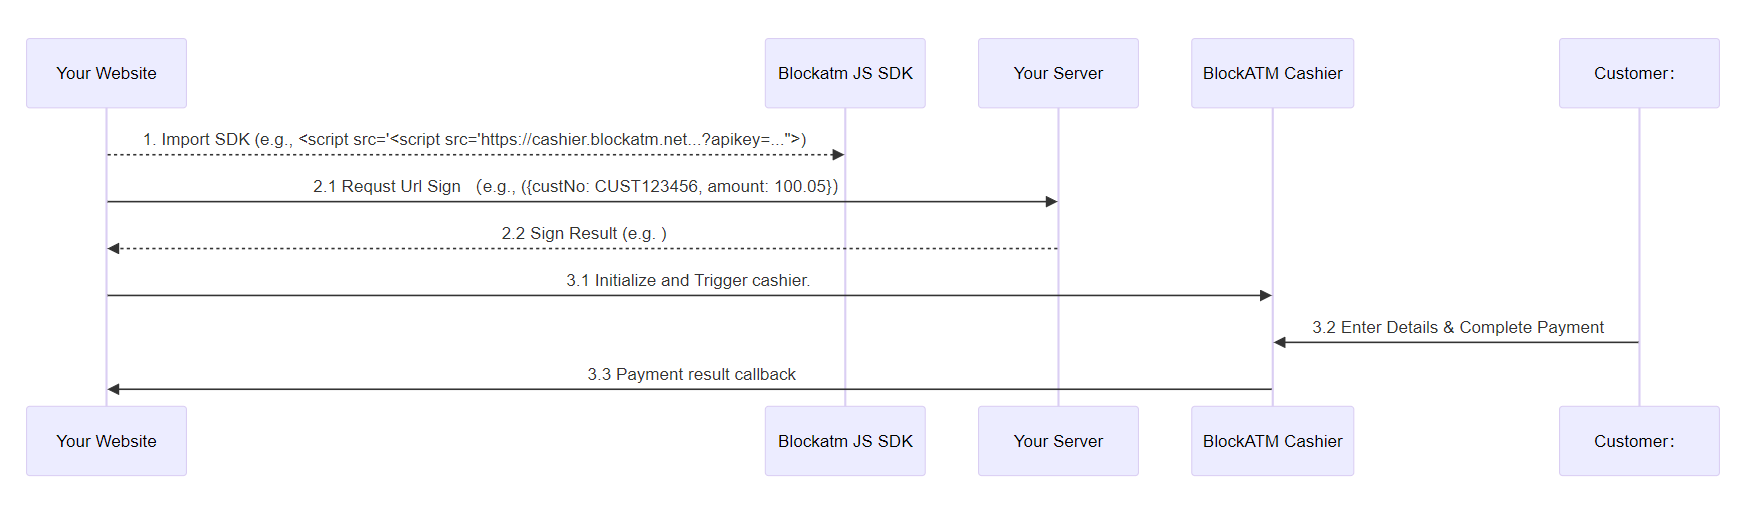 Your Website
Blockatm JS SDK
Your Server
BlockATM Cashier
Customer：
1. Import SDK (e.g., <script src='<script src='https://cashier.blockatm.net...?apikey=...">)
2.1 Requst Url Sign （e.g., ({custNo: CUST123456, amount: 100.05})
2.2 Sign Result (e.g. )
3.1 Initialize and Trigger cashier.
3.2 Enter Details & Complete Payment
3.3 Payment result callback
Your Website
Blockatm JS SDK
Your Server
BlockATM Cashier
Customer：